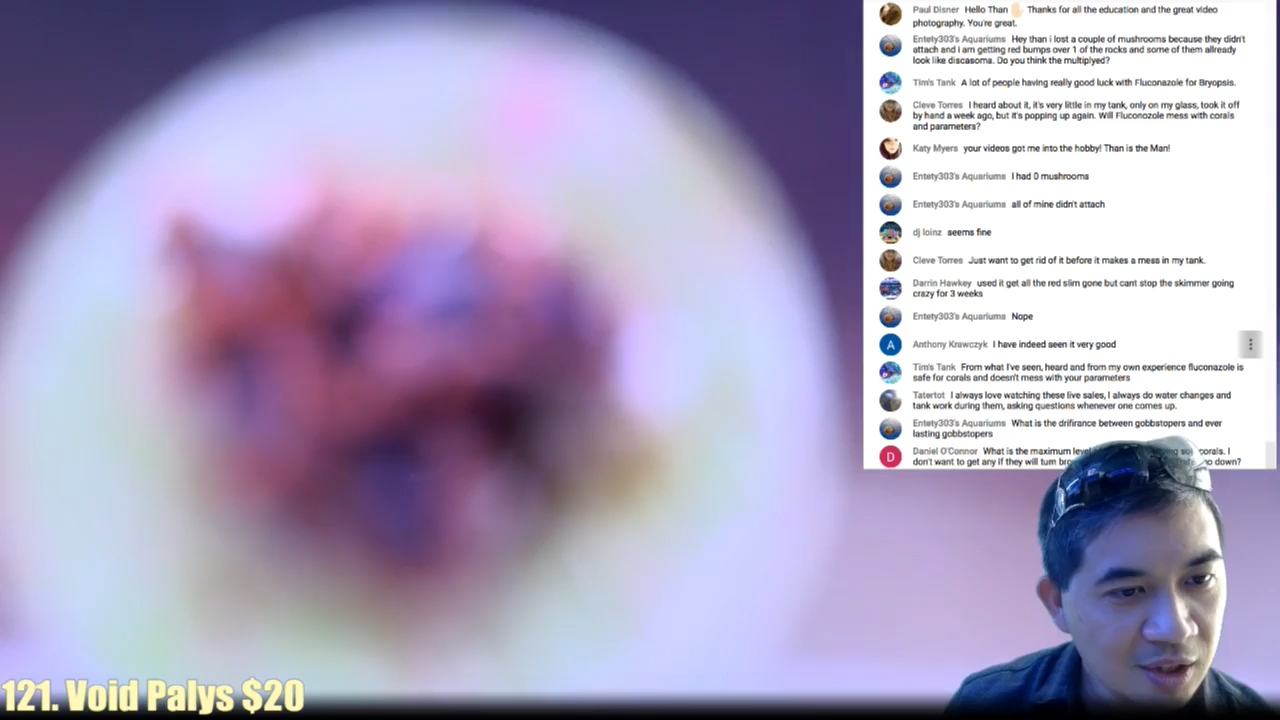 Paul Disner Hello Than ✋🏻 Thanks for all the education and the great video
photography. You're great.
Entety303's Aquariums Hey than i lost a couple of mushrooms because they didn't
attach and i am getting red bumps over 1 of the rocks and some of them allready
look like discasoma. Do you think the multiplyed?
Tim's Tank A lot of people having really good luck with Fluconazole for Bryopsis.
Cleve Torres I heard about it, it's very little in my tank, only on my glass, took it off
by hand a week ago, but it's popping up again. Will Fluconozole mess with corals
and parameters?
Katy Myers your videos got me into the hobby! Than is the Man!
Entety303's Aquariums I had 0 mushrooms
Entety303's Aquariums all of mine didn't attach
dj loinz seems fine
Cleve Torres Just want to get rid of it before it makes a mess in my tank.
Darrin Hawkey used it get all the red slim gone but cant stop the skimmer going
crazy for 3 weeks
Entety303's Aquariums Nope
A Anthony Krawczyk I have indeed seen it very good
Tim's Tank From what I've seen, heard and from my own experience fluconazole is
safe for corals and doesn't mess with your parameters
Tatertot I always love watching these live sales, I always do water changes and
tank work during them, asking questions whenever one comes up.
Entety303's Aquariums What is the drifirance between gobbstopers and ever
lasting gobbstopers
D Daniel O'Connor What is the maximum level corals. I
don't want to get any if they will turn down?
121. Void Palys $20